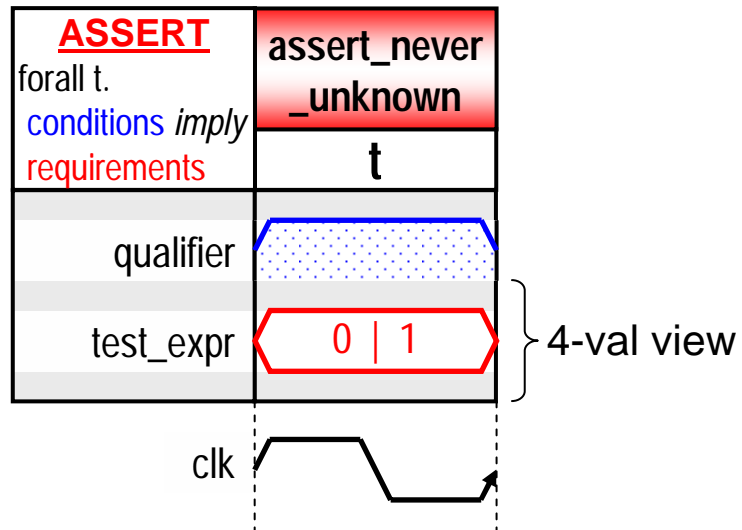 ASSERT
forall t.
conditions imply
requirements
assert_never
_unknown
t
qualifier
test_expr
0 | 1
4-val view
clk